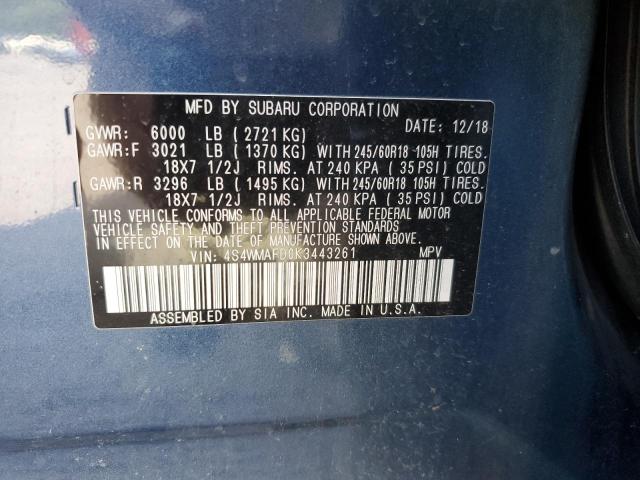 MFD BY SUBARU CORPORATION
GVWR: 6000 LB ( 2721 KG) DATE: 12/18
GAWR:F 3021 LB ( 1370 KG) WITH 245/60R18 105H TIRES.
18X7 1/2J RIMS. AT 240 KPA ( 35 PSI) COLD
GAWR:R 3296 LB ( 1495 KG) WITH 245/60R18 105H TIRES.
18X7 1/2J RIMS. AT 240 KPA ( 35 PSI) COLD
THIS VEHICLE CONFORMS TO ALL APPLICABLE FEDERAL MOTOR
VEHICLE SAFETY AND THEFT PREVENTION STANDARDS
IN EFFECT ON THE DATE OF MANUFACTURE SHOWN ABOVE.
VIN: 4S4WMAFD0K3443261 MPV
ASSEMBLED BY SIA INC. MADE IN U.S.A.